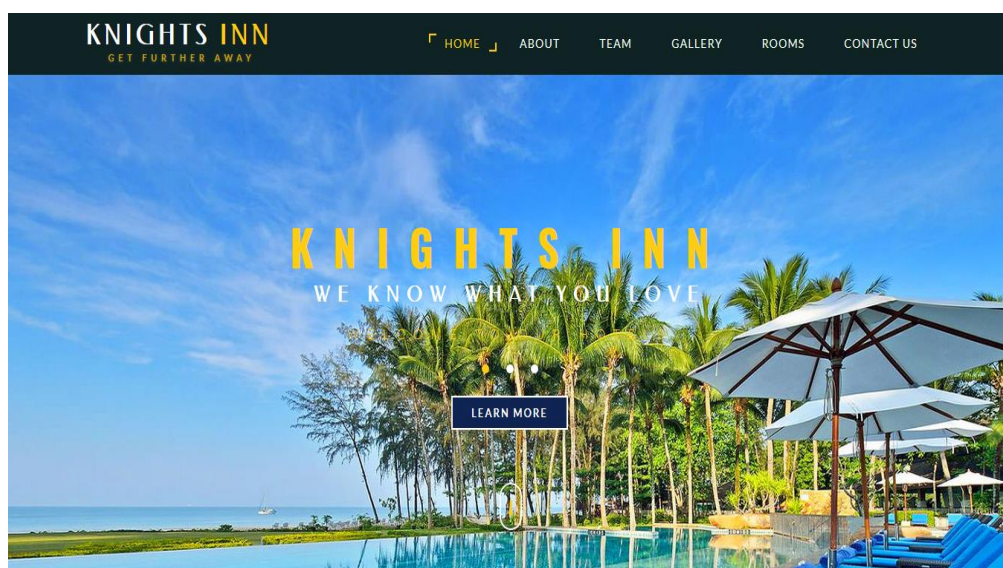 KNIGHTS INN
GET FURTHER AWAY
HOME ABOUT TEAM GALLERY ROOMS CONTACT US
KNIGHTS INN
WE KNOW WHAT YOU LOVE
LEARN MORE